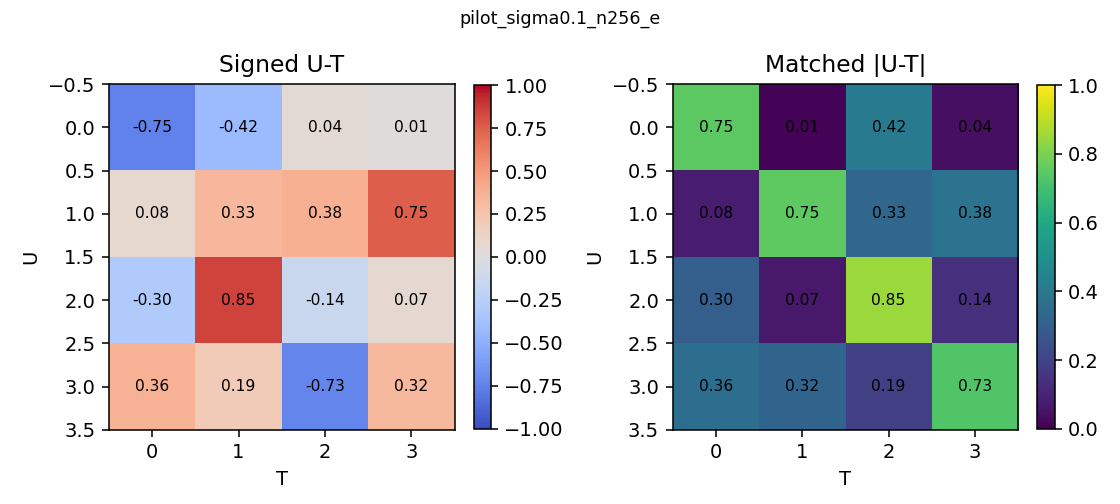 pilot_sigma0.1_n256_e
Signed U-T
−0.5
0.0
0.5
1.0
1.5
2.0
2.5
3.0
3.5
U
-0.75 -0.42 0.04 0.01
0.08 0.33 0.38 0.75
-0.30 0.85 -0.14 0.07
0.36 0.19 -0.73 0.32
0 1 2 3
T
1.00
0.75
0.50
0.25
0.00
−0.25
−0.50
−0.75
−1.00
Matched |U-T|
−0.5
0.0
0.5
1.0
1.5
2.0
2.5
3.0
3.5
U
0.75 0.01 0.42 0.04
0.08 0.75 0.33 0.38
0.30 0.07 0.85 0.14
0.36 0.32 0.19 0.73
0 1 2 3
T
1.0
0.8
0.6
0.4
0.2
0.0